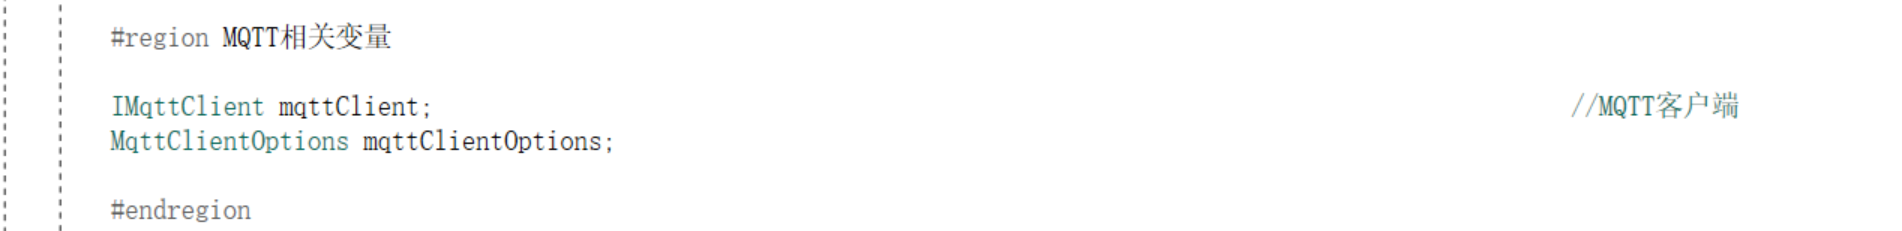 #region MQTT相关变量
IMqttClient mqttClient; //MQTT客户端
MqttClientOptions mqttClientOptions;
#endregion